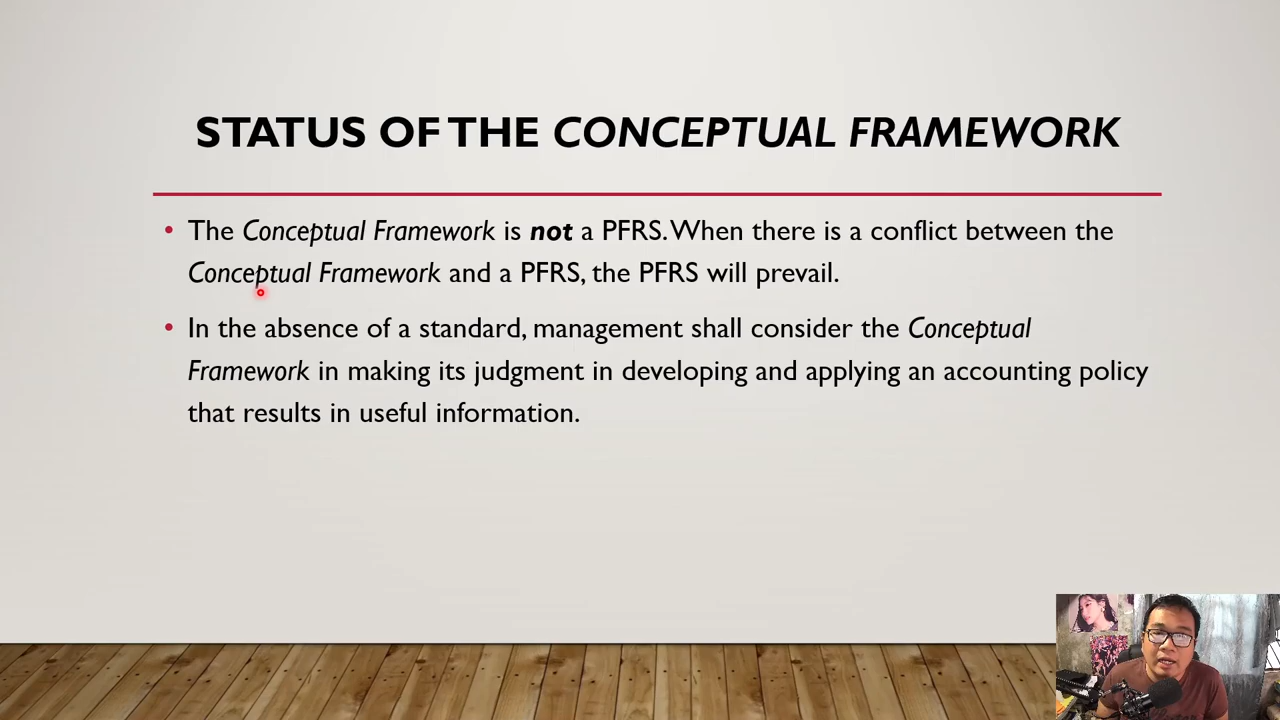 STATUS OF THE CONCEPTUAL FRAMEWORK
• The Conceptual Framework is not a PFRS. When there is a conflict between the
Conceptual Framework and a PFRS, the PFRS will prevail.
• In the absence of a standard, management shall consider the Conceptual
Framework in making its judgment in developing and applying an accounting policy
that results in useful information.